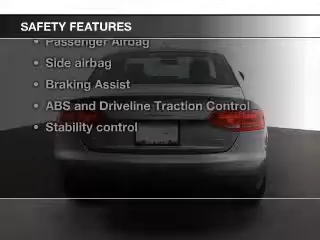 SAFETY FEATURES
• Passenger Airbag
• Side airbag
• Braking Assist
• ABS and Driveline Traction Control
• Stability control